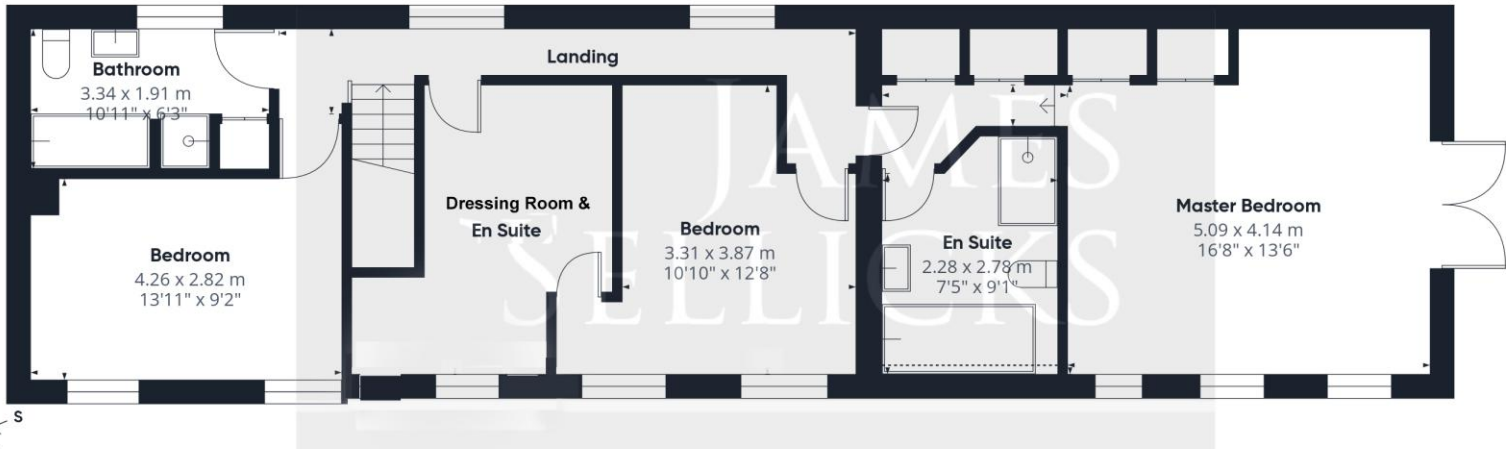 Landing
Bathroom
3.34 x 1.91 m
10'11" x 6'3"
Dressing Room &
En Suite
Bedroom
3.31 x 3.87 m
10'10" x 12'8"
Bedroom
4.26 x 2.82 m
13'11" x 9'2"
En Suite
2.28 x 2.78 m
7'5" x 9'1"
Master Bedroom
5.09 x 4.14 m
16'8" x 13'6"
JAMES
SELLICKS
S